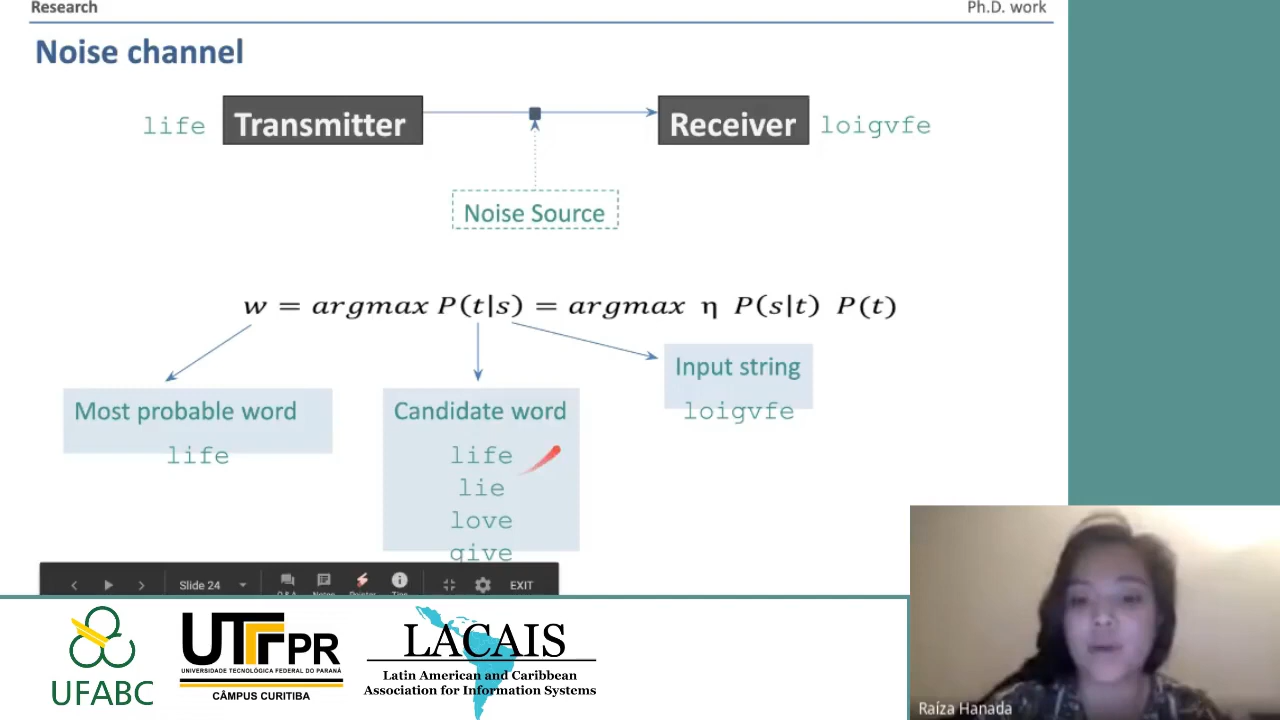 Research
Ph.D. work
Noise channel
life
Transmitter
Receiver
loigvfe
Noise Source
w = argmax P(t|s) = argmax η P(s|t) P(t)
Input string
loigvfe
Most probable word
life
Candidate word
life
lie
love
give
Slide 24
Q & A
Notes
Pointer
EXIT
UFABC
UTFPR
UNIVERSIDADE TECNOLÓGICA FEDERAL DO PARANÁ
CÂMPUS CURITIBA
LACAIS
Latin American and Caribbean
Association for Information Systems
Raíza Hanada